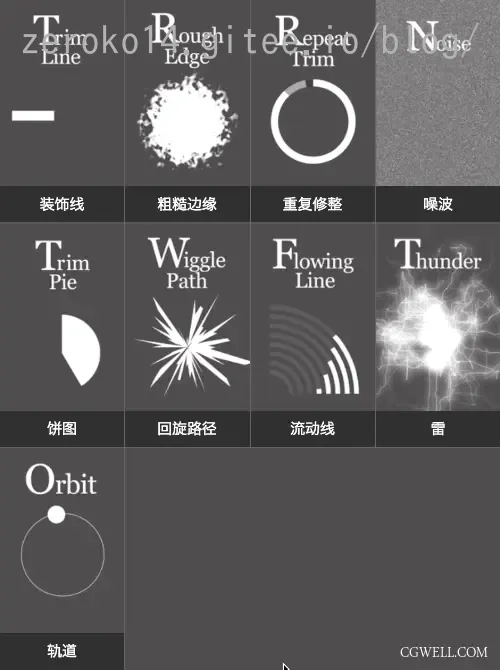 zeroko14.gitee.io/blog/
Trim
Line
Rough
Edge
Repeat
Trim
Noise
装饰线
粗糙边缘
重复修整
噪波
Trim
Pie
Wiggle
Path
Flowing
Line
Thunder
饼图
回旋路径
流动线
雷
Orbit
轨道
CGWELL.COM